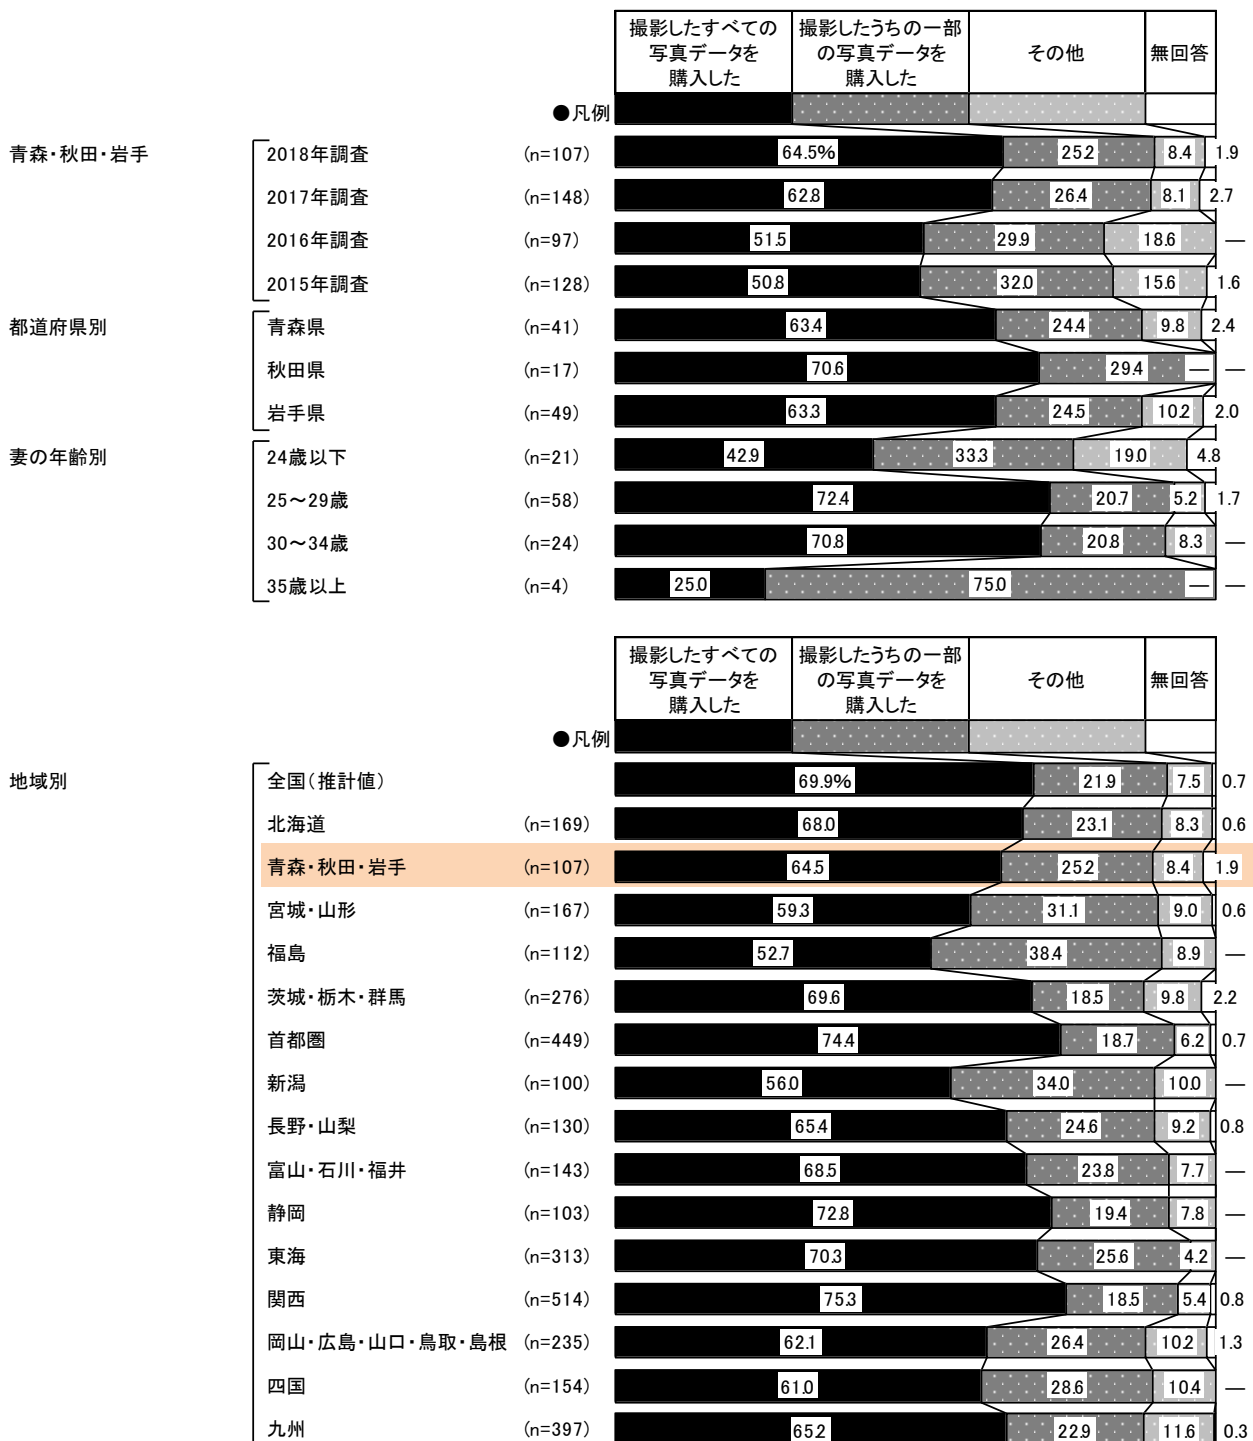 撮影したすべての 撮影したうちの一部
写真データを の写真データを その他 無回答
購入した 購入した
●凡例
青森・秋田・岩手 2018年調査 (n=107) 64.5% 25.2 8.4 1.9
2017年調査 (n=148) 62.8 26.4 8.1 2.7
2016年調査 (n=97) 51.5 29.9 18.6 —
2015年調査 (n=128) 50.8 32.0 15.6 1.6
都道府県別 青森県 (n=41) 63.4 24.4 9.8 2.4
秋田県 (n=17) 70.6 29.4 — —
岩手県 (n=49) 63.3 24.5 10.2 2.0
妻の年齢別 24歳以下 (n=21) 42.9 33.3 19.0 4.8
25～29歳 (n=58) 72.4 20.7 5.2 1.7
30～34歳 (n=24) 70.8 20.8 8.3 —
35歳以上 (n=4) 25.0 75.0 — —
撮影したすべての 撮影したうちの一部
写真データを の写真データを その他 無回答
購入した 購入した
●凡例
地域別 全国(推計値) 69.9% 21.9 7.5 0.7
北海道 (n=169) 68.0 23.1 8.3 0.6
青森・秋田・岩手 (n=107) 64.5 25.2 8.4 1.9
宮城・山形 (n=167) 59.3 31.1 9.0 0.6
福島 (n=112) 52.7 38.4 8.9 —
茨城・栃木・群馬 (n=276) 69.6 18.5 9.8 2.2
首都圏 (n=449) 74.4 18.7 6.2 0.7
新潟 (n=100) 56.0 34.0 10.0 —
長野・山梨 (n=130) 65.4 24.6 9.2 0.8
富山・石川・福井 (n=143) 68.5 23.8 7.7 —
静岡 (n=103) 72.8 19.4 7.8 —
東海 (n=313) 70.3 25.6 4.2 —
関西 (n=514) 75.3 18.5 5.4 0.8
岡山・広島・山口・鳥取・島根 (n=235) 62.1 26.4 10.2 1.3
四国 (n=154) 61.0 28.6 10.4 —
九州 (n=397) 65.2 22.9 11.6 0.3